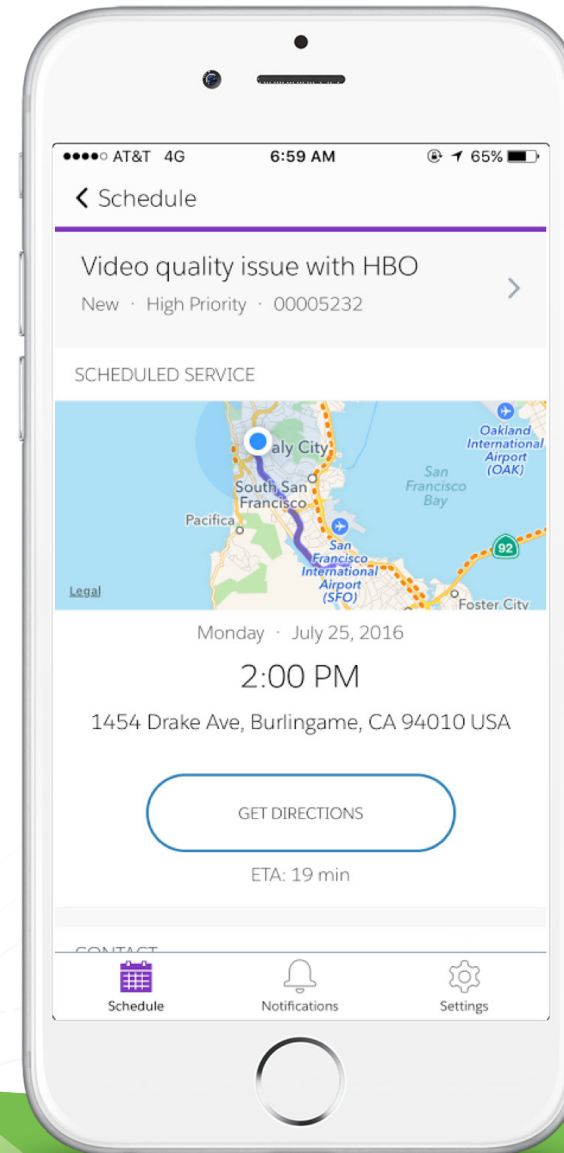 AT&T 4G 6:59 AM 65%
Schedule
Video quality issue with HBO
New · High Priority · 00005232
SCHEDULED SERVICE
Oakland
International
Airport
(OAK)
aly City
San
Francisco
Bay
South San
Francisco
Pacifica
92
San
Francisco
International
Airport
(SFO)
Legal
Foster City
Monday · July 25, 2016
2:00 PM
1454 Drake Ave, Burlingame, CA 94010 USA
GET DIRECTIONS
ETA: 19 min
CONTACT
Schedule Notifications Settings